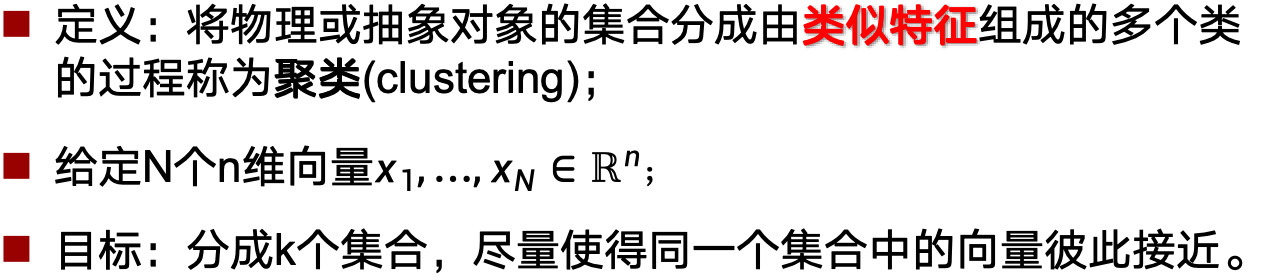 定义：将物理或抽象对象的集合分成由类似特征组成的多个类
的过程称为聚类(clustering)；
给定N个n维向量x₁,…,x_N ∈ ℝⁿ；
目标：分成k个集合，尽量使得同一个集合中的向量彼此接近。